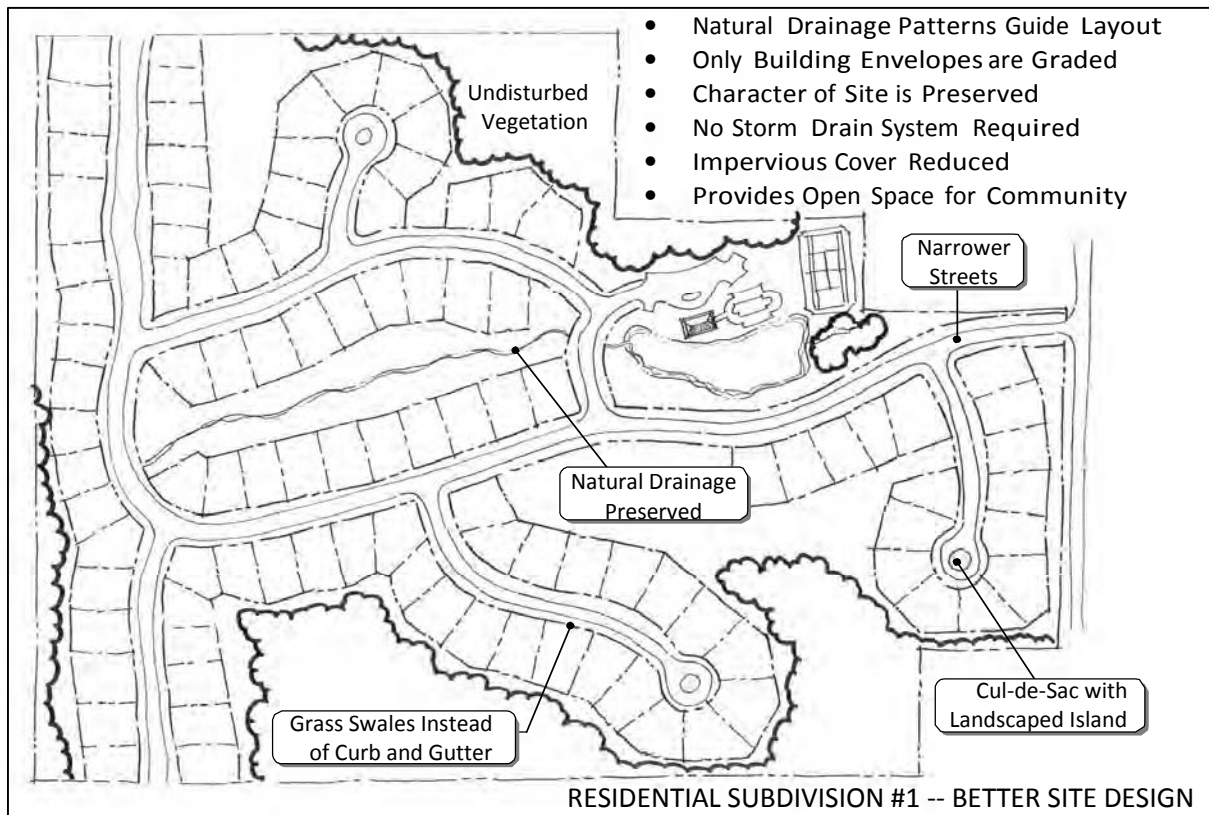 • Natural Drainage Patterns Guide Layout
• Only Building Envelopes are Graded
• Character of Site is Preserved
• No Storm Drain System Required
• Impervious Cover Reduced
• Provides Open Space for Community
Undisturbed
Vegetation
Narrower
Streets
Natural Drainage
Preserved
Grass Swales Instead
of Curb and Gutter
Cul-de-Sac with
Landscaped Island
RESIDENTIAL SUBDIVISION #1 -- BETTER SITE DESIGN